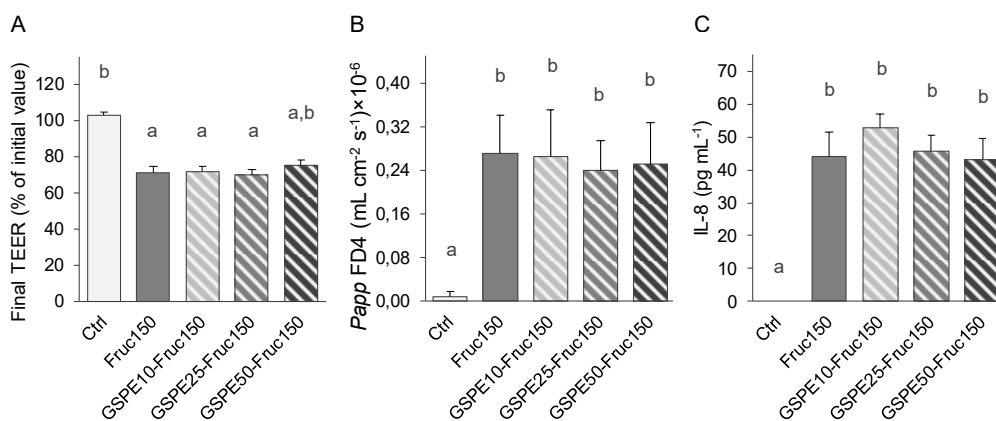 A
Final TEER (% of initial value)
120
100
80
60
40
20
0
b
a
a
a
a,b
Ctrl
Fruc150
GSPE10-Fruc150
GSPE25-Fruc150
GSPE50-Fruc150
B
Papp FD4 (mL cm⁻² s⁻¹)×10⁻⁶
0,40
0,32
0,24
0,16
0,08
0,00
a
b
b
b
b
Ctrl
Fruc150
GSPE10-Fruc150
GSPE25-Fruc150
GSPE50-Fruc150
C
IL-8 (pg mL⁻¹)
70
60
50
40
30
20
10
0
a
b
b
b
b
Ctrl
Fruc150
GSPE10-Fruc150
GSPE25-Fruc150
GSPE50-Fruc150